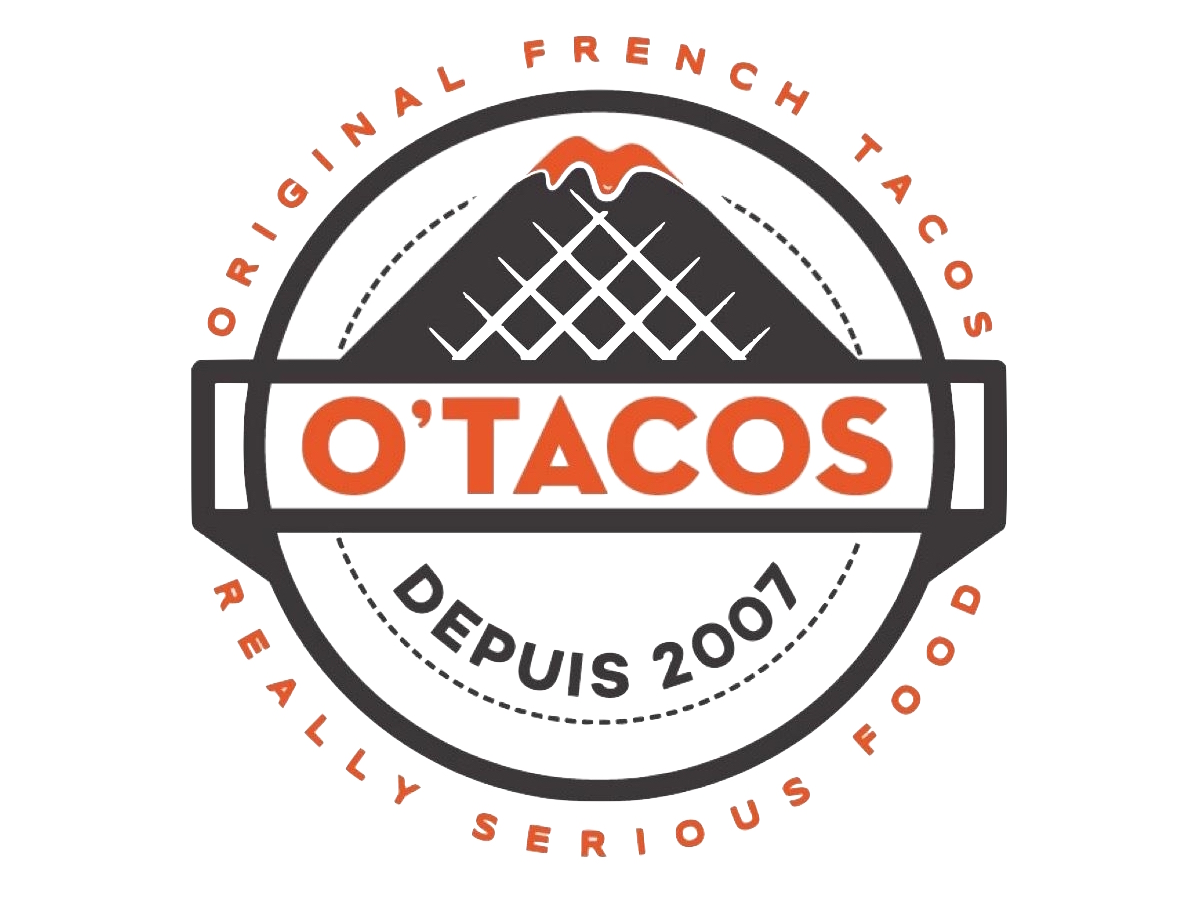 ORIGINAL FRENCH TACOS
O'TACOS
DEPUIS 2007
REALLY SERIOUS FOOD